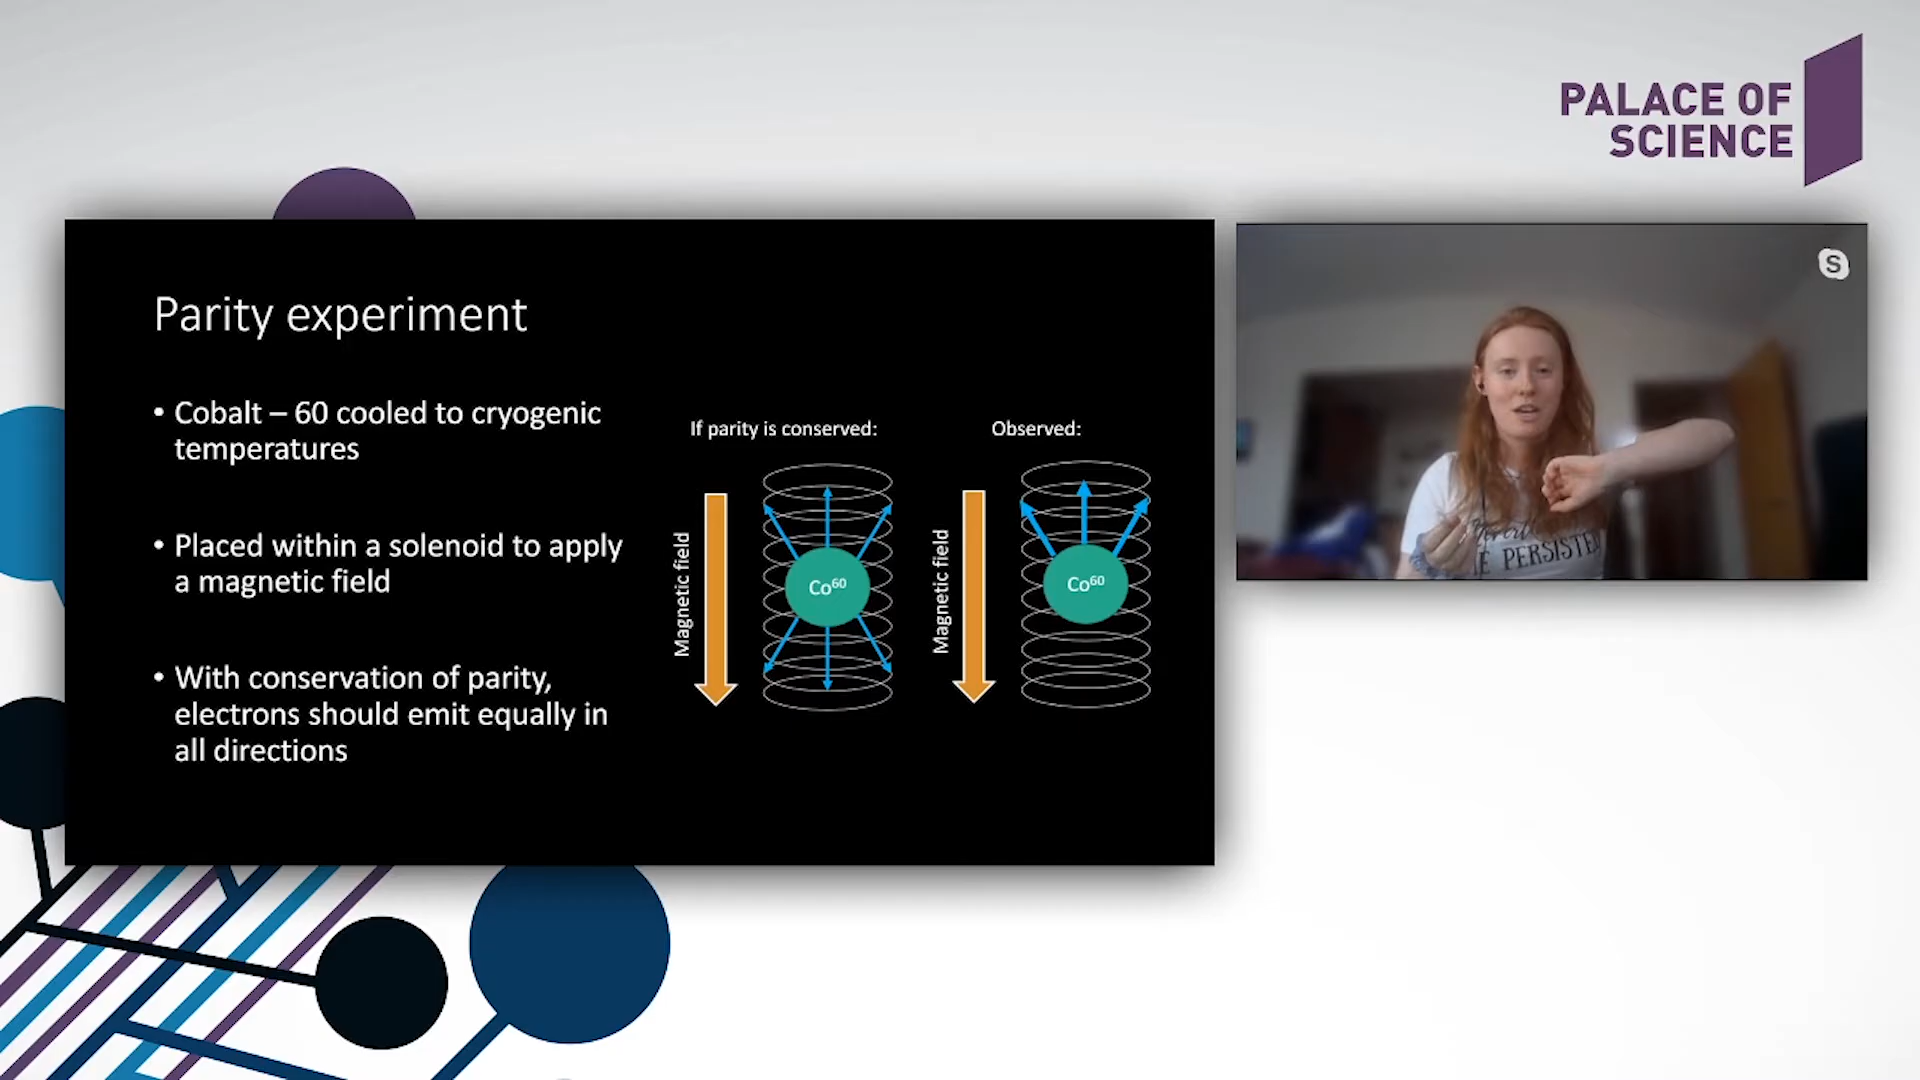 PALACE OF
SCIENCE
Parity experiment
• Cobalt – 60 cooled to cryogenic
temperatures
• Placed within a solenoid to apply
a magnetic field
• With conservation of parity,
electrons should emit equally in
all directions
If parity is conserved:
Magnetic field
Co⁶⁰
Observed:
Magnetic field
Co⁶⁰
S
PERSISTE